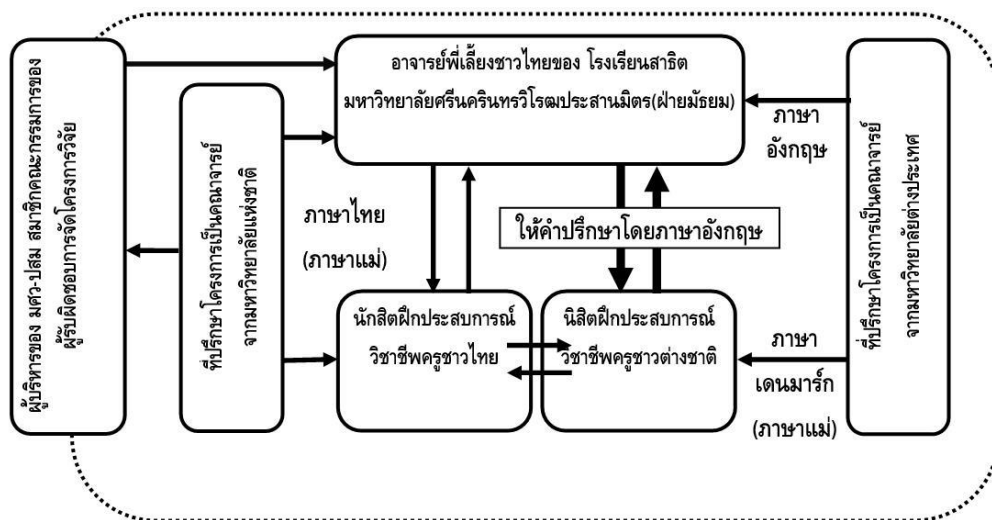 ผู้บริหารของ มศว-ปสม สมาชิกคณะกรรมการของ
ผู้รับผิดชอบการจัดโครงการวิจัย
ที่ปรึกษาโครงการเป็นคณาจารย์
จากมหาวิทยาลัยแห่งชาติ
อาจารย์พี่เลี้ยงชาวไทยของ โรงเรียนสาธิต
มหาวิทยาลัยศรีนครินทรวิโรฒประสานมิตร(ฝ่ายมัธยม)
ภาษา
อังกฤษ
ที่ปรึกษาโครงการเป็นคณาจารย์
จากมหาวิทยาลัยต่างประเทศ
ภาษาไทย
(ภาษาแม่)
ให้คำปรึกษาโดยภาษาอังกฤษ
นักสิตฝึกประสบการณ์
วิชาชีพครูชาวไทย
นิสิตฝึกประสบการณ์
วิชาชีพครูชาวต่างชาติ
ภาษา
เดนมาร์ก
(ภาษาแม่)